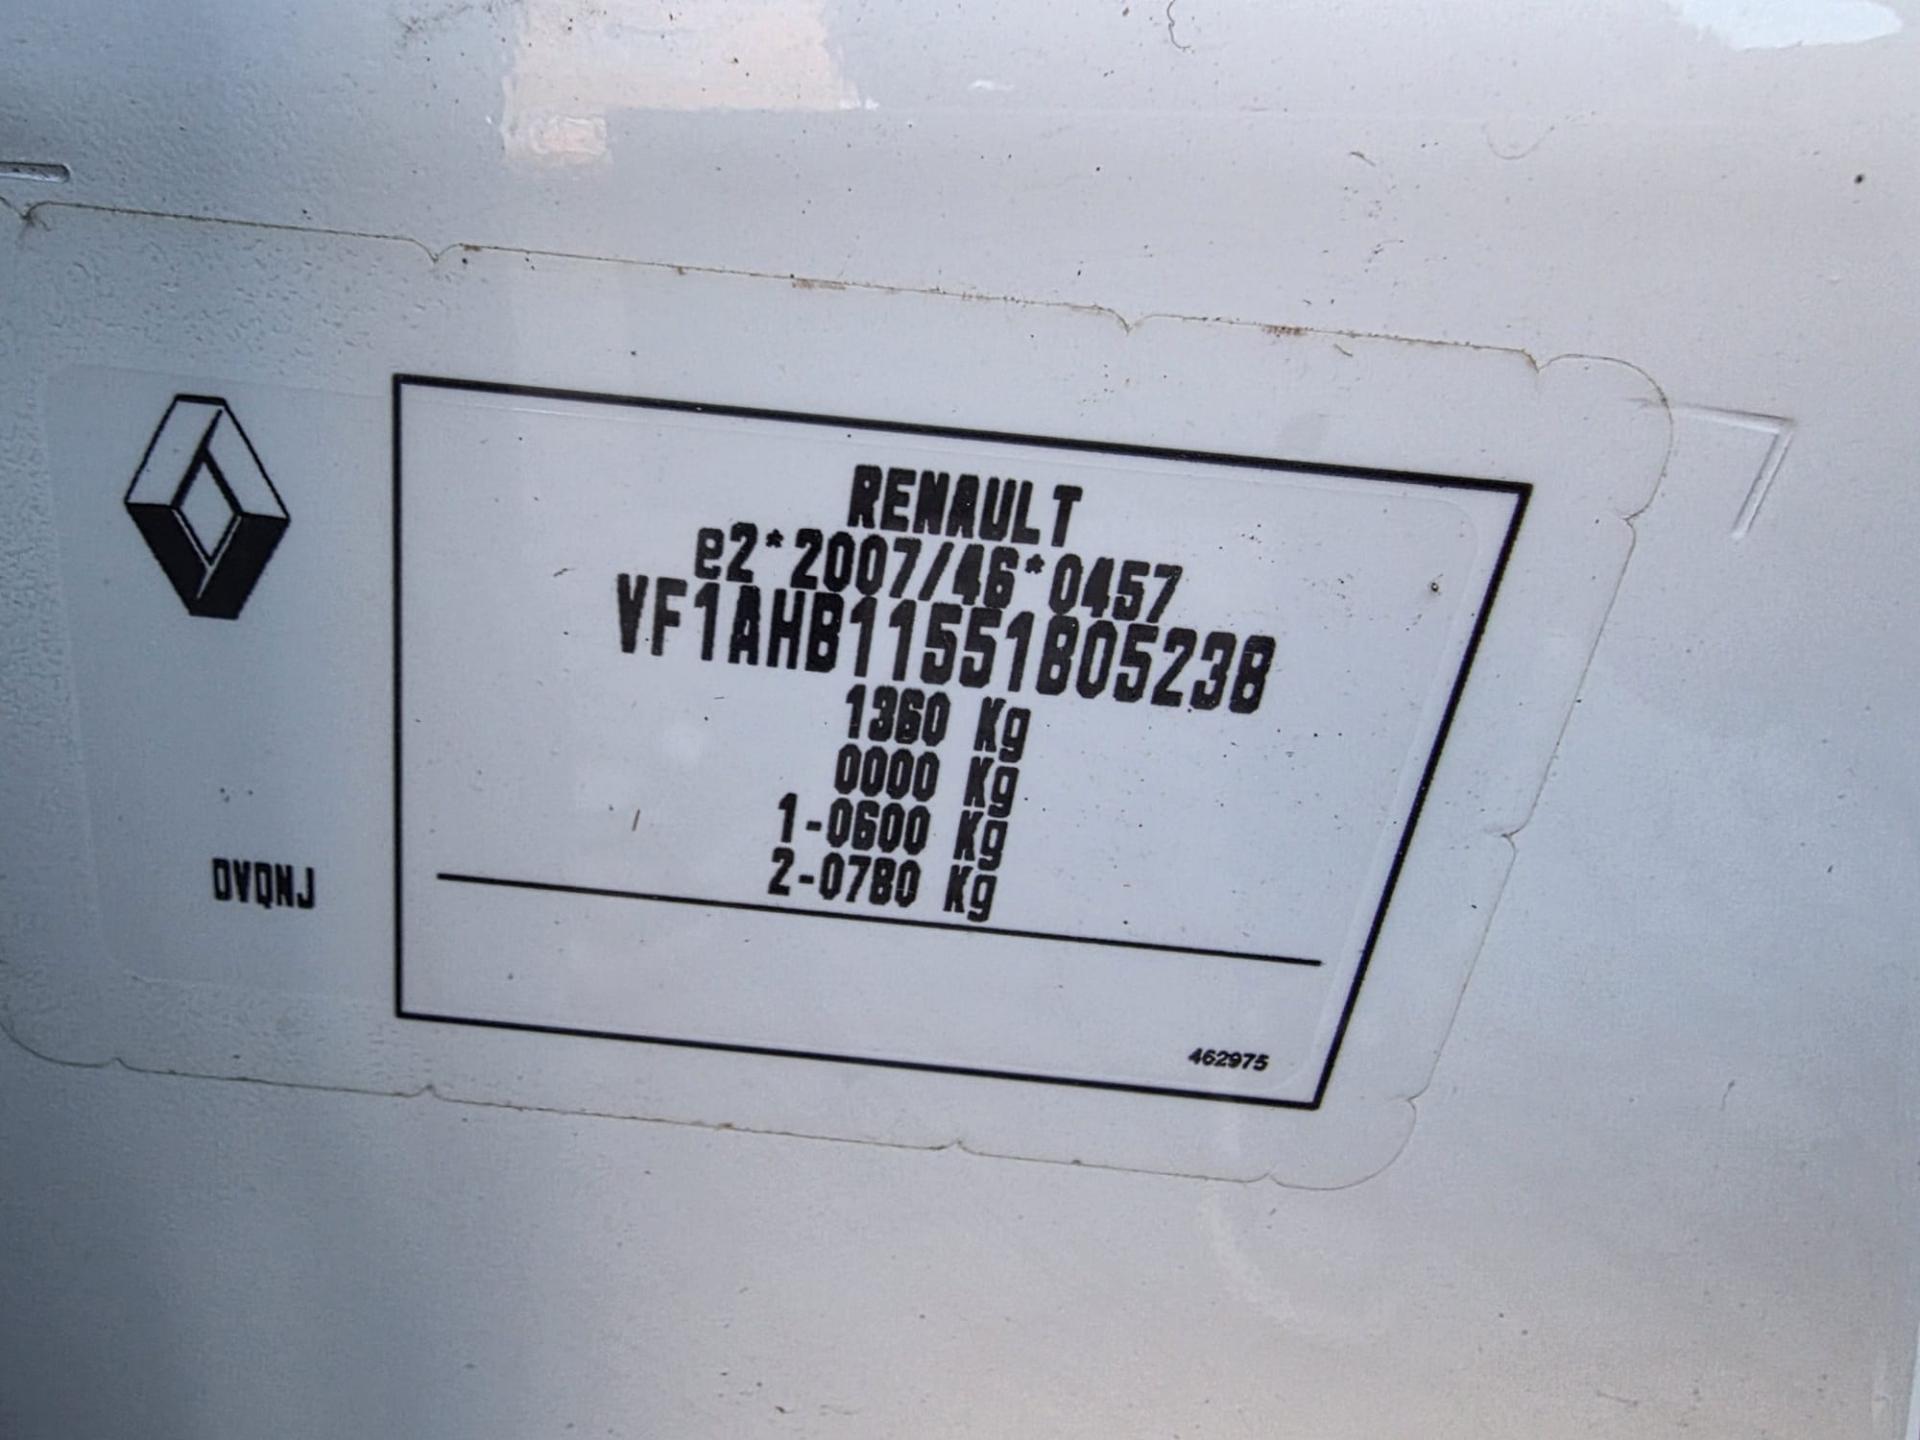 RENAULT
e2*2007/46*0457
VF1AHB11551805238
1360 Kg
0000 Kg
1-0600 Kg
2-0780 Kg
DVQNJ
462975